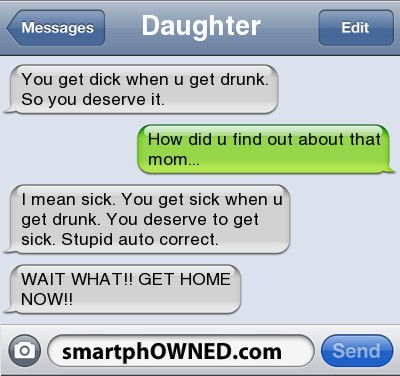 Messages
Daughter
Edit
You get dick when u get drunk.
So you deserve it.
How did u find out about that
mom...
I mean sick. You get sick when u
get drunk. You deserve to get
sick. Stupid auto correct.
WAIT WHAT!! GET HOME
NOW!!
smartphOWNED.com
Send